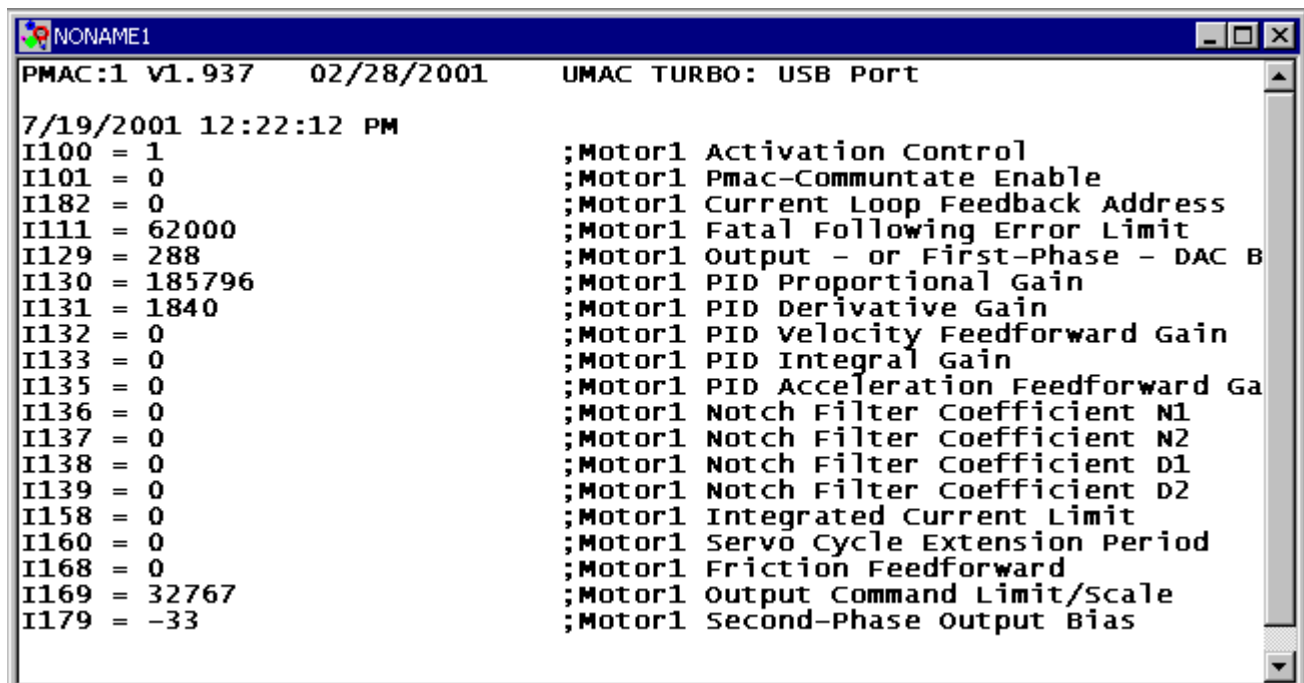 NONAME1
PMAC:1 V1.937 02/28/2001 UMAC TURBO: USB Port
7/19/2001 12:22:12 PM
I100 = 1 ;Motor1 Activation Control
I101 = 0 ;Motor1 Pmac-Communtate Enable
I182 = 0 ;Motor1 Current Loop Feedback Address
I111 = 62000 ;Motor1 Fatal Following Error Limit
I129 = 288 ;Motor1 Output - or First-Phase - DAC B
I130 = 185796 ;Motor1 PID Proportional Gain
I131 = 1840 ;Motor1 PID Derivative Gain
I132 = 0 ;Motor1 PID Velocity Feedforward Gain
I133 = 0 ;Motor1 PID Integral Gain
I135 = 0 ;Motor1 PID Acceleration Feedforward Ga
I136 = 0 ;Motor1 Notch Filter Coefficient N1
I137 = 0 ;Motor1 Notch Filter Coefficient N2
I138 = 0 ;Motor1 Notch Filter Coefficient D1
I139 = 0 ;Motor1 Notch Filter Coefficient D2
I158 = 0 ;Motor1 Integrated Current Limit
I160 = 0 ;Motor1 Servo Cycle Extension Period
I168 = 0 ;Motor1 Friction Feedforward
I169 = 32767 ;Motor1 Output Command Limit/Scale
I179 = -33 ;Motor1 Second-Phase Output Bias